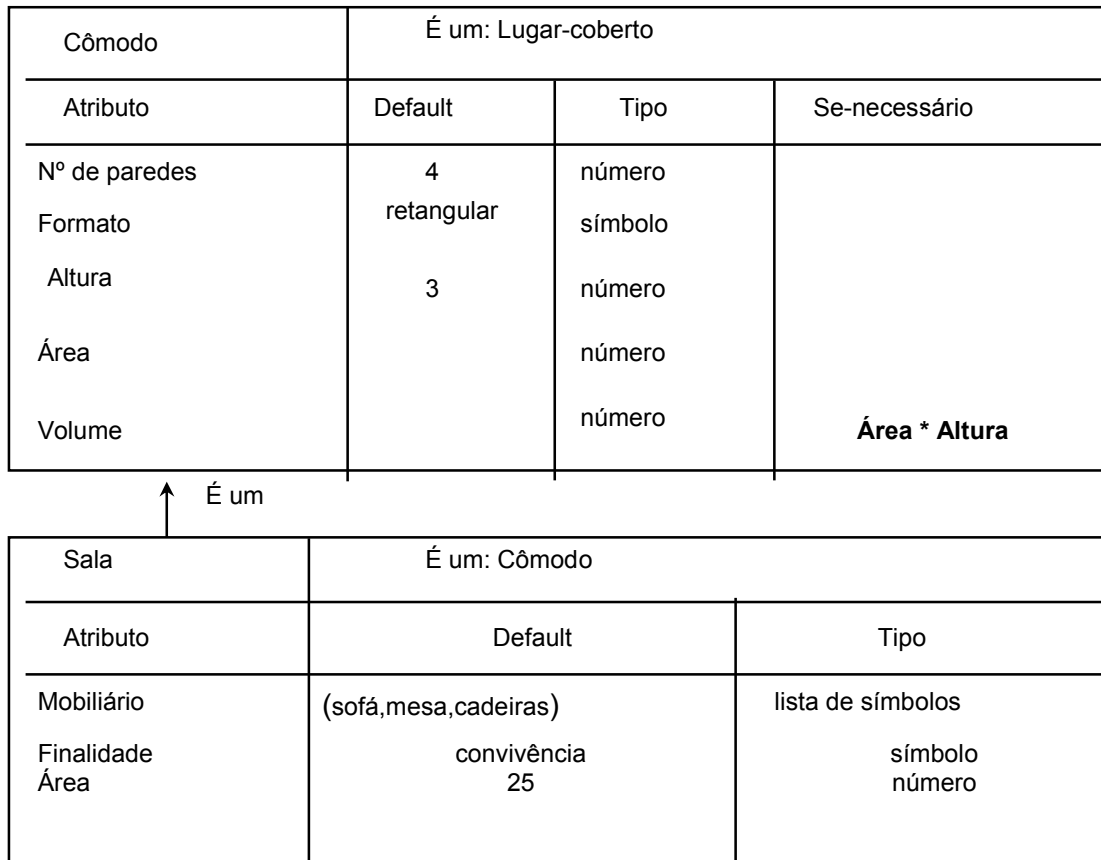 Cômodo É um: Lugar-coberto
Atributo Default Tipo Se-necessário
Nº de paredes 4 número
Formato retangular símbolo
Altura 3 número
Área número
Volume número Área * Altura
É um
Sala É um: Cômodo
Atributo Default Tipo
Mobiliário (sofá,mesa,cadeiras) lista de símbolos
Finalidade convivência símbolo
Área 25 número